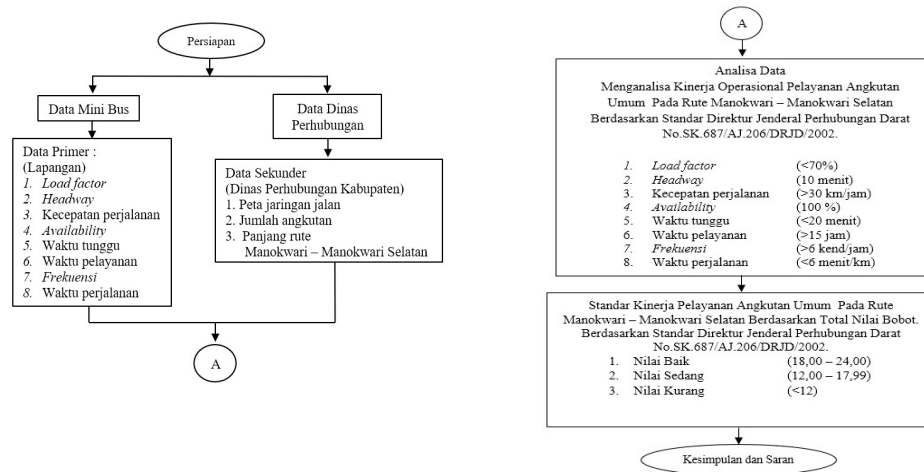 Persiapan
Data Mini Bus
Data Dinas
Perhubungan
Data Primer :
(Lapangan)
1. Load factor
2. Headway
3. Kecepatan perjalanan
4. Availability
5. Waktu tunggu
6. Waktu pelayanan
7. Frekuensi
8. Waktu perjalanan
Data Sekunder
(Dinas Perhubungan Kabupaten)
1. Peta jaringan jalan
2. Jumlah angkutan
3. Panjang rute
Manokwari – Manokwari Selatan
A
A
Analisa Data
Menganalisa Kinerja Operasional Pelayanan Angkutan
Umum Pada Rute Manokwari – Manokwari Selatan
Berdasarkan Standar Direktur Jenderal Perhubungan Darat
No.SK.687/AJ.206/DRJD/2002.
1. Load factor (<70%)
2. Headway (10 menit)
3. Kecepatan perjalanan (>30 km/jam)
4. Availability (100 %)
5. Waktu tunggu (<20 menit)
6. Waktu pelayanan (>15 jam)
7. Frekuensi (>6 kend/jam)
8. Waktu perjalanan (<6 menit/km)
Standar Kinerja Pelayanan Angkutan Umum Pada Rute
Manokwari – Manokwari Selatan Berdasarkan Total Nilai Bobot.
Berdasarkan Standar Direktur Jenderal Perhubungan Darat
No.SK.687/AJ.206/DRJD/2002.
1. Nilai Baik (18,00 – 24,00)
2. Nilai Sedang (12,00 – 17,99)
3. Nilai Kurang (<12)
Kesimpulan dan Saran